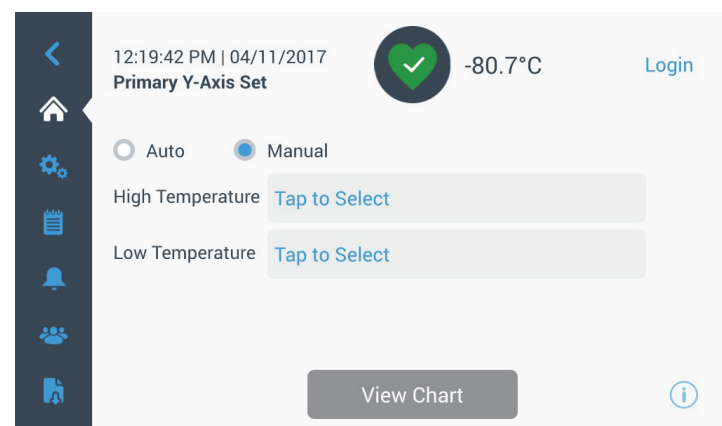 12:19:42 PM | 04/11/2017
Primary Y-Axis Set
-80.7°C
Login
Auto
Manual
High Temperature Tap to Select
Low Temperature Tap to Select
View Chart